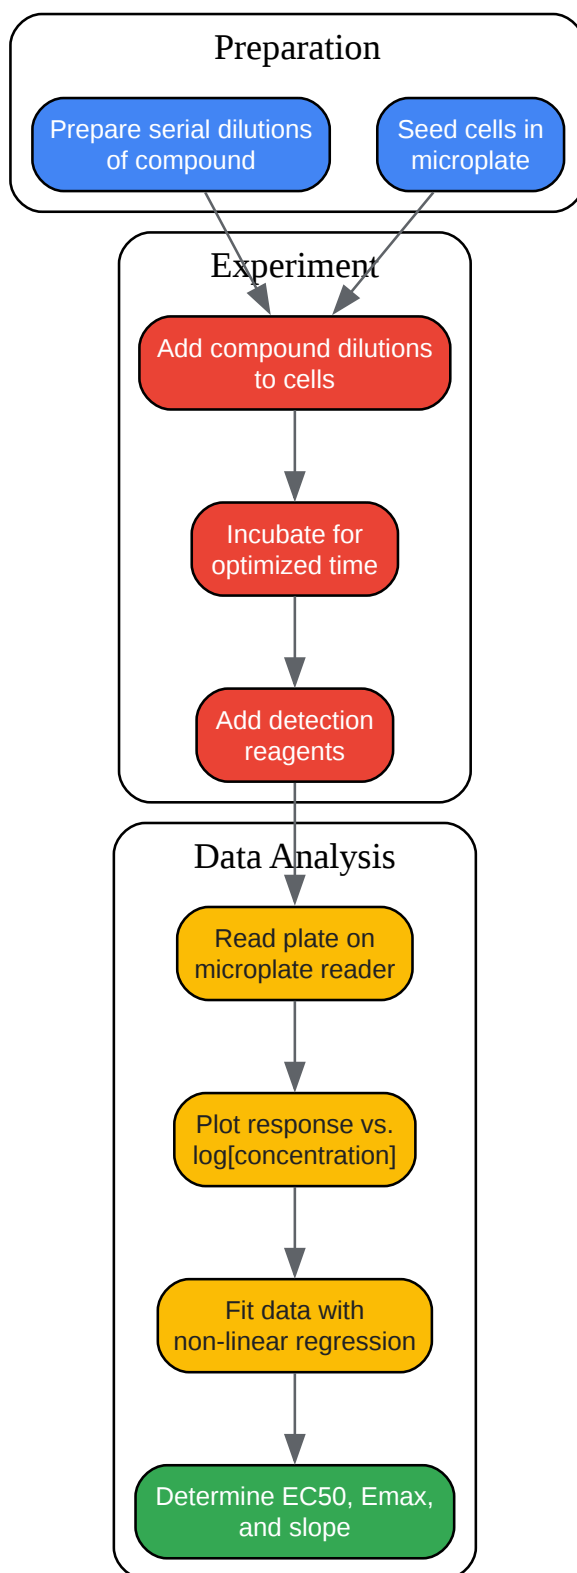 Preparation
Prepare serial dilutions
of compound
Seed cells in
microplate
Experiment
Add compound dilutions
to cells
Incubate for
optimized time
Add detection
reagents
Data Analysis
Read plate on
microplate reader
Plot response vs.
log[concentration]
Fit data with
non-linear regression
Determine EC50, Emax,
and slope